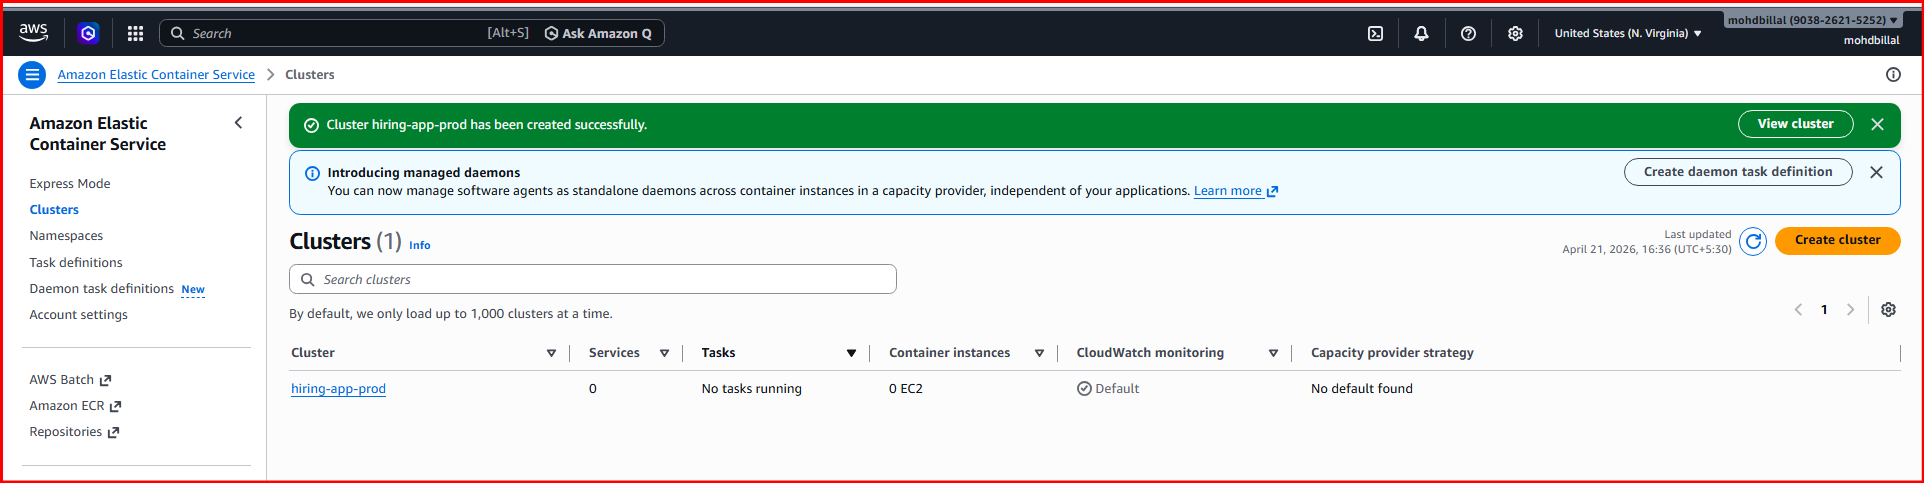 aws
Search [Alt+S] Ask Amazon Q
United States (N. Virginia)
mohdbillal (9038-2621-5252)
mohdbillal
Amazon Elastic Container Service > Clusters
Amazon Elastic
Container Service
Express Mode
Clusters
Namespaces
Task definitions
Daemon task definitions New
Account settings
AWS Batch
Amazon ECR
Repositories
Cluster hiring-app-prod has been created successfully.
View cluster
Introducing managed daemons
You can now manage software agents as standalone daemons across container instances in a capacity provider, independent of your applications. Learn more
Create daemon task definition
Clusters (1) Info
Last updated
April 21, 2026, 16:36 (UTC+5:30)
Create cluster
Search clusters
By default, we only load up to 1,000 clusters at a time.
1
Cluster Services Tasks Container instances CloudWatch monitoring Capacity provider strategy
hiring-app-prod 0 No tasks running 0 EC2 Default No default found